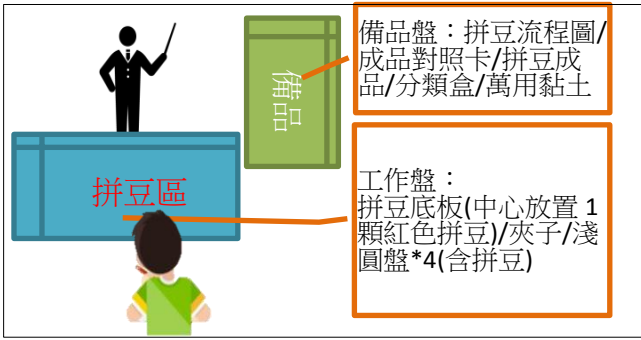 備品盤：拼豆流程圖/
成品對照卡/拼豆成
品/分類盒/萬用黏土
備品
拼豆區
工作盤：
拼豆底板(中心放置 1
顆紅色拼豆)/夾子/淺
圓盤*4(含拼豆)